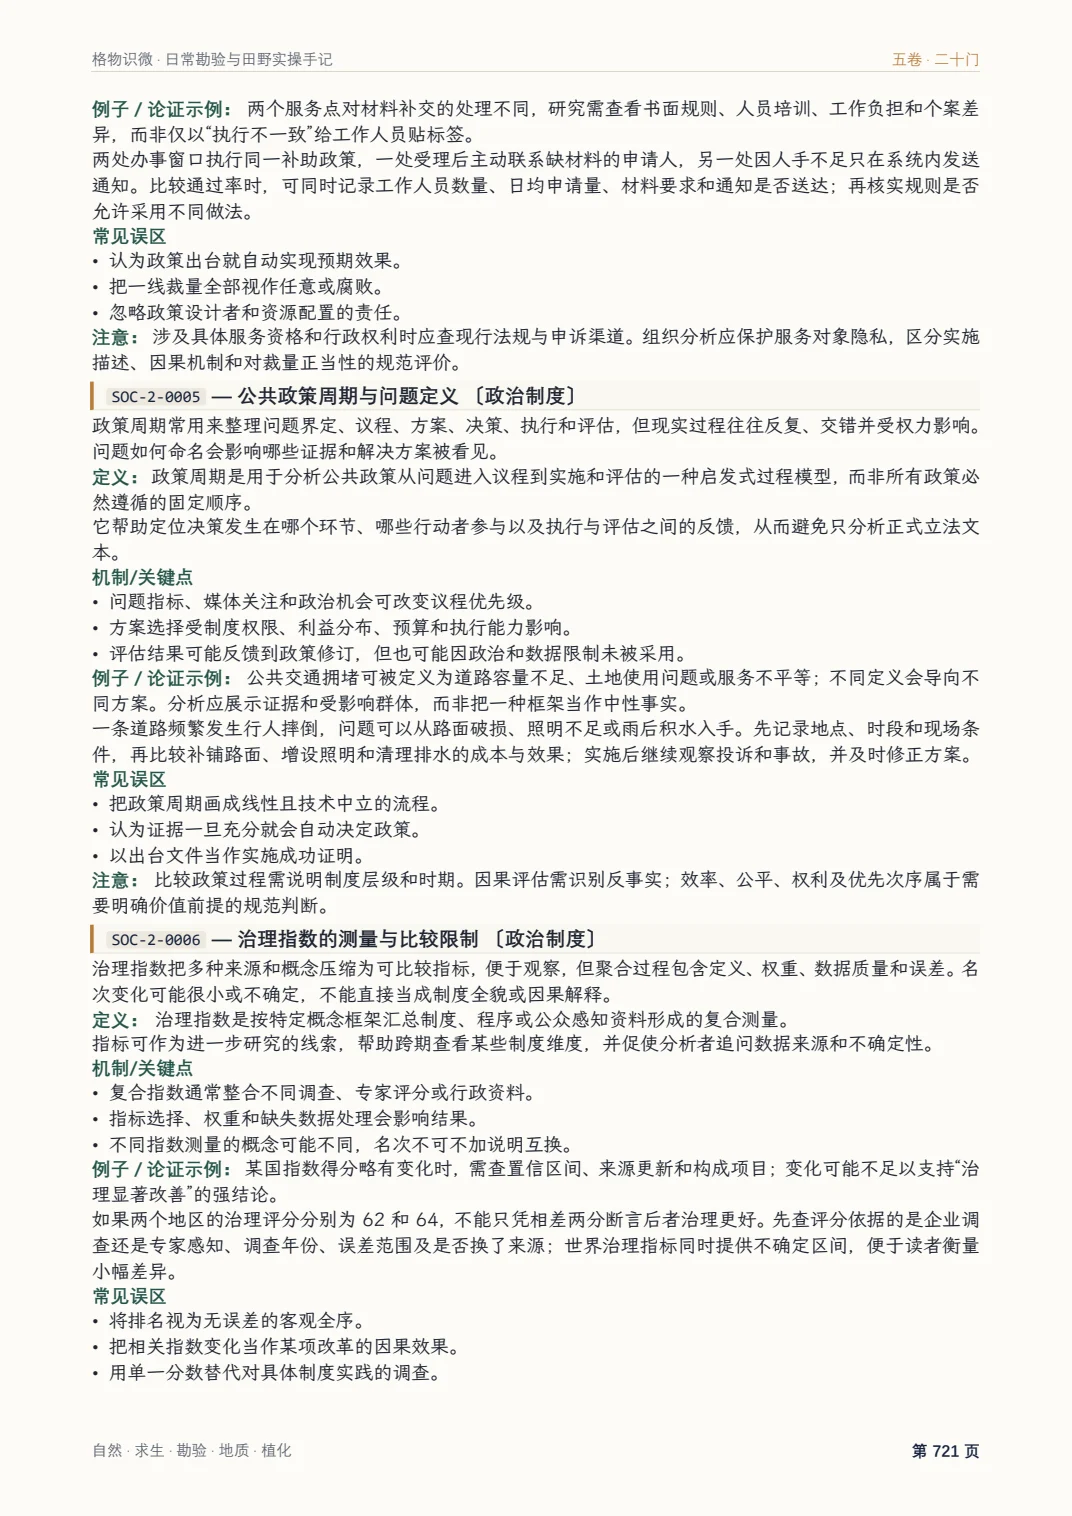 格物识微 · 日常勘验与田野实操手记
五卷 · 二十门
例子 / 论证示例： 两个服务点对材料补交的处理不同，研究需查看书面规则、人员培训、工作负担和个案差
异，而非仅以“执行不一致”给工作人员贴标签。
两处办事窗口执行同一补助政策，一处受理后主动联系缺材料的申请人，另一处因人手不足只在系统内发送
通知。比较通过率时，可同时记录工作人员数量、日均申请量、材料要求和通知是否送达；再核实规则是否
允许采用不同做法。
常见误区
• 认为政策出台就自动实现预期效果。
• 把一线裁量全部视作任意或腐败。
• 忽略政策设计者和资源配置的责任。
注意： 涉及具体服务资格和行政权利时应查现行法规与申诉渠道。组织分析应保护服务对象隐私，区分实施
描述、因果机制和对裁量正当性的规范评价。
SOC-2-0005 — 公共政策周期与问题定义 〔政治制度〕
政策周期常用来整理问题界定、议程、方案、决策、执行和评估，但现实过程往往反复、交错并受权力影响。
问题如何命名会影响哪些证据和解决方案被看见。
定义： 政策周期是用于分析公共政策从问题进入议程到实施和评估的一种启发式过程模型，而非所有政策必
然遵循的固定顺序。
它帮助定位决策发生在哪个环节、哪些行动者参与以及执行与评估之间的反馈，从而避免只分析正式立法文
本。
机制/关键点
• 问题指标、媒体关注和政治机会可改变议程优先级。
• 方案选择受制度权限、利益分布、预算和执行能力影响。
• 评估结果可能反馈到政策修订，但也可能因政治和数据限制未被采用。
例子 / 论证示例： 公共交通拥堵可被定义为道路容量不足、土地使用问题或服务不平等；不同定义会导向不
同方案。分析应展示证据和受影响群体，而非把一种框架当作中性事实。
一条道路频繁发生行人摔倒，问题可以从路面破损、照明不足或雨后积水入手。先记录地点、时段和现场条
件，再比较补铺路面、增设照明和清理排水的成本与效果；实施后继续观察投诉和事故，并及时修正方案。
常见误区
• 把政策周期画成线性且技术中立的流程。
• 认为证据一旦充分就会自动决定政策。
• 以出台文件当作实施成功证明。
注意： 比较政策过程需说明制度层级和时期。因果评估需识别反事实；效率、公平、权利及优先次序属于需
要明确价值前提的规范判断。
SOC-2-0006 — 治理指数的测量与比较限制 〔政治制度〕
治理指数把多种来源和概念压缩为可比较指标，便于观察，但聚合过程包含定义、权重、数据质量和误差。名
次变化可能很小或不确定，不能直接当成制度全貌或因果解释。
定义： 治理指数是按特定概念框架汇总制度、程序或公众感知资料形成的复合测量。
指标可作为进一步研究的线索，帮助跨期查看某些制度维度，并促使分析者追问数据来源和不确定性。
机制/关键点
• 复合指数通常整合不同调查、专家评分或行政资料。
• 指标选择、权重和缺失数据处理会影响结果。
• 不同指数测量的概念可能不同，名次不可不加说明互换。
例子 / 论证示例： 某国指数得分略有变化时，需查置信区间、来源更新和构成项目；变化可能不足以支持“治
理显著改善”的强结论。
如果两个地区的治理评分分别为 62 和 64，不能只凭相差两分断言后者治理更好。先查评分依据的是企业调
查还是专家感知、调查年份、误差范围及是否换了来源；世界治理指标同时提供不确定区间，便于读者衡量
小幅差异。
常见误区
• 将排名视为无误差的客观全序。
• 把相关指数变化当作某项改革的因果效果。
• 用单一分数替代对具体制度实践的调查。
自然 · 求生 · 勘验 · 地质 · 植化
第 721 页